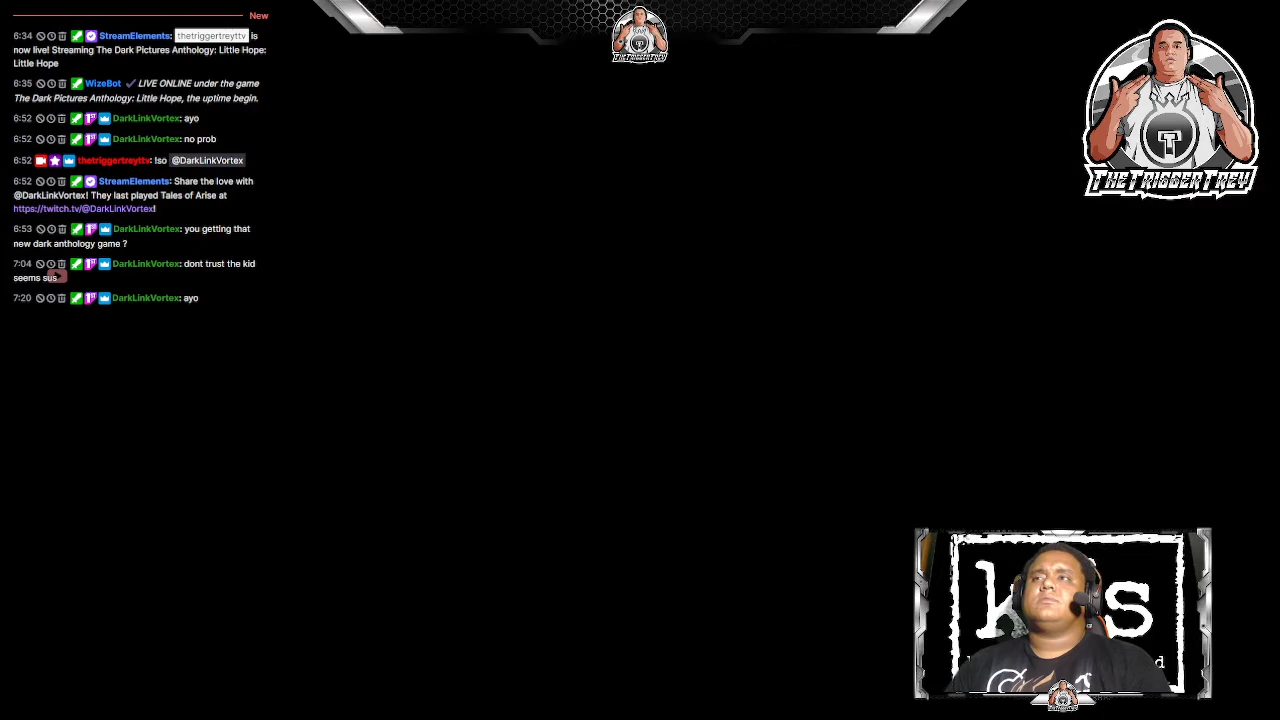 New
6:34 StreamElements: thetriggertreyttv is
now live! Streaming The Dark Pictures Anthology: Little Hope:
Little Hope
6:35 WizeBot ✓ LIVE ONLINE under the game
The Dark Pictures Anthology: Little Hope, the uptime begin.
6:52 DarkLinkVortex: ayo
6:52 DarkLinkVortex: no prob
6:52 thetriggertreyttv: !so @DarkLinkVortex
6:52 StreamElements: Share the love with
@DarkLinkVortex! They last played Tales of Arise at
https://twitch.tv/@DarkLinkVortex!
6:53 DarkLinkVortex: you getting that
new dark anthology game ?
7:04 DarkLinkVortex: dont trust the kid
seems sus
7:20 DarkLinkVortex: ayo
THETRIGGERTREY
T
THETRIGGERTREY